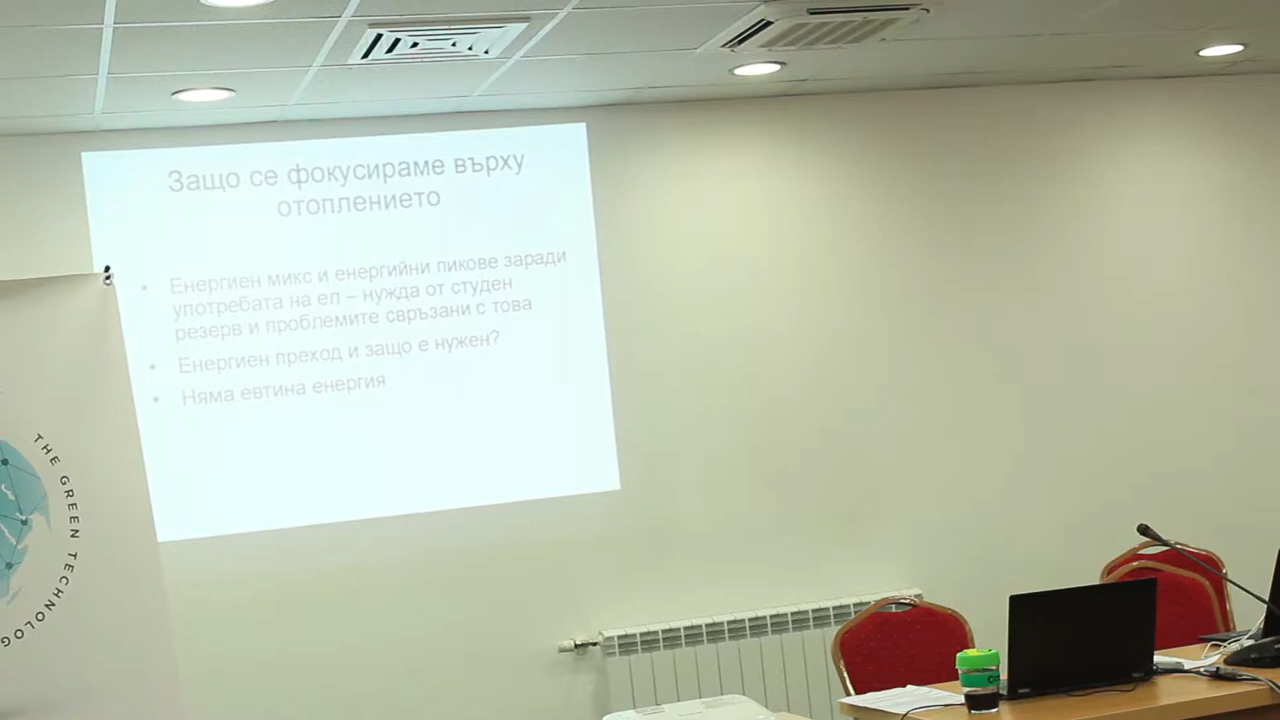 Защо се фокусираме върху
отоплението
• Енергиен микс и енергийни пикове заради
употребата на ел – нужда от студен
резерв и проблемите свързани с това
• Енергиен преход и защо е нужен?
• Няма евтина енергия
THE GREEN TECHNOLOG